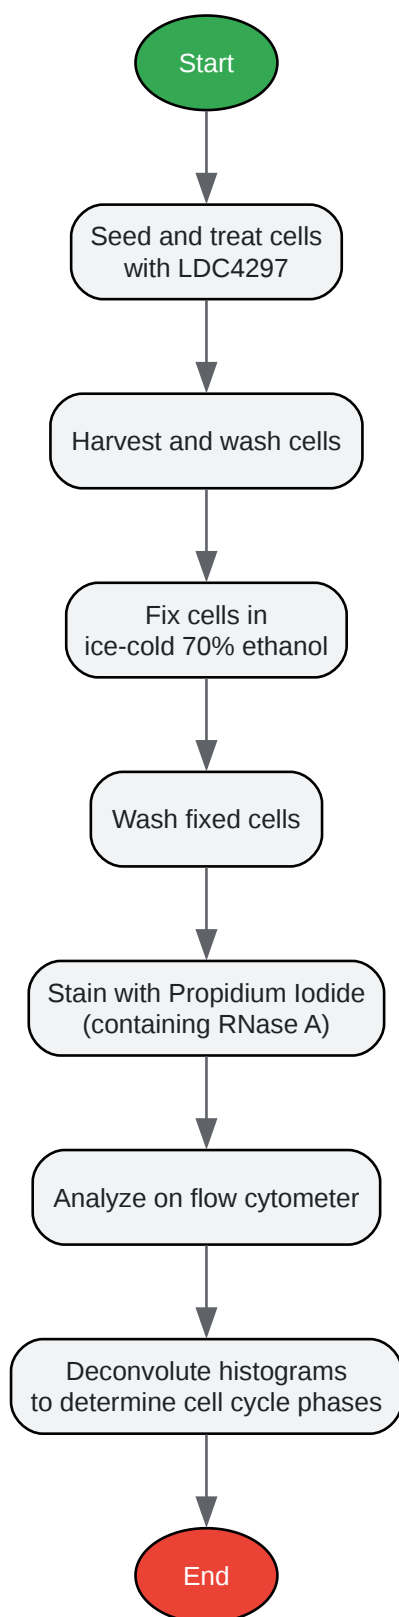 Start
Seed and treat cells
with LDC4297
Harvest and wash cells
Fix cells in
ice-cold 70% ethanol
Wash fixed cells
Stain with Propidium Iodide
(containing RNase A)
Analyze on flow cytometer
Deconvolute histograms
to determine cell cycle phases
End